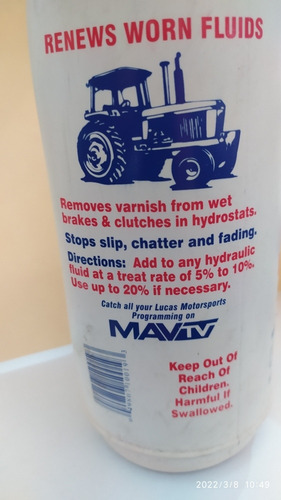 RENEWS WORN FLUIDS
Removes varnish from wet
brakes & clutches in hydrostats.
Stops slip, chatter and fading.
Directions: Add to any hydraulic
fluid at a treat rate of 5% to 10%.
Use up to 20% if necessary.
Catch all your Lucas Motorsports
Programming on
MAVTV
Keep Out Of
Reach Of
Children.
Harmful If
Swallowed.
2022/3/8 10:49